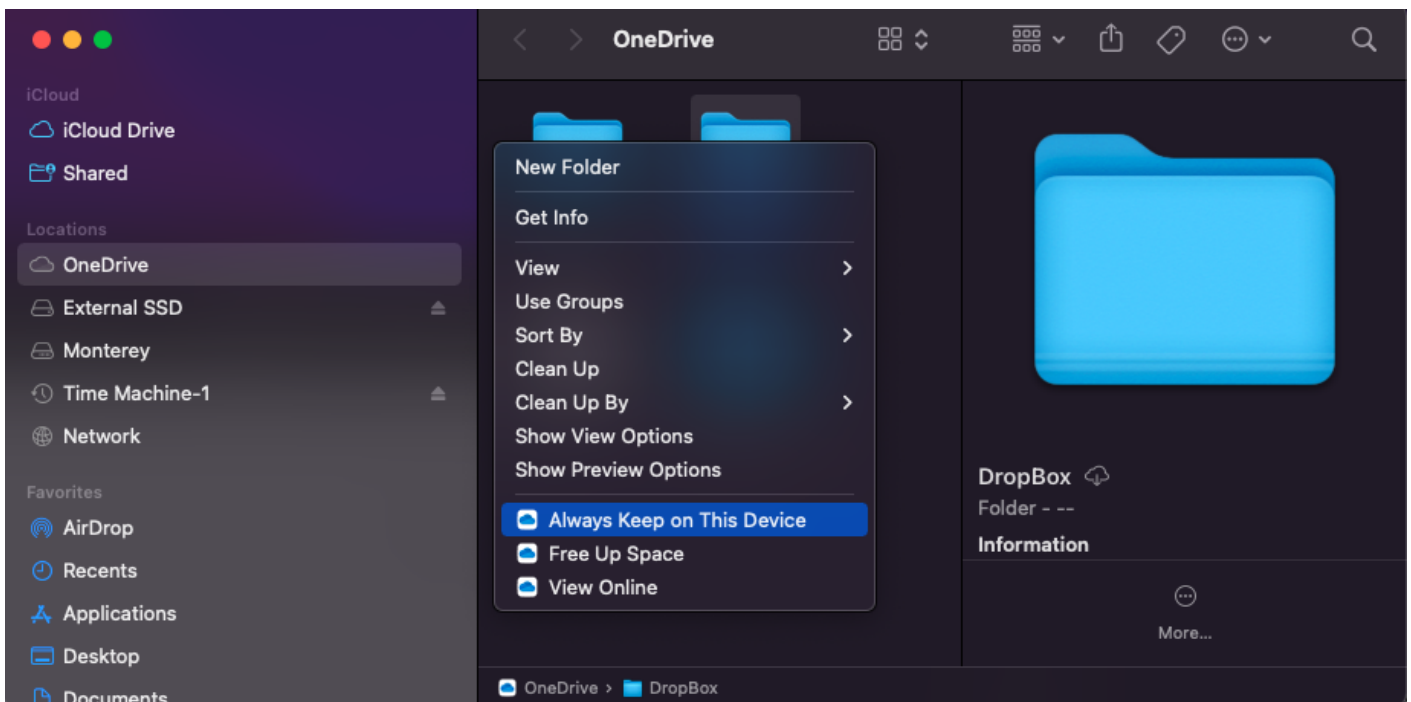 iCloud
iCloud Drive
Shared
Locations
OneDrive
External SSD
Monterey
Time Machine-1
Network
Favorites
AirDrop
Recents
Applications
Desktop
Documents
OneDrive
New Folder
Get Info
View
Use Groups
Sort By
Clean Up
Clean Up By
Show View Options
Show Preview Options
Always Keep on This Device
Free Up Space
View Online
DropBox
Folder - --
Information
More...
OneDrive › DropBox